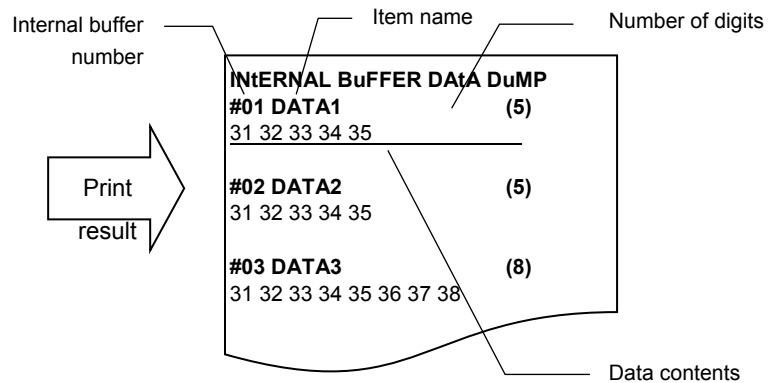 Internal buffer
number
Item name
Number of digits
INtERNAL BuFFER DAtA DuMP
#01 DATA1 (5)
31 32 33 34 35
#02 DATA2 (5)
31 32 33 34 35
#03 DATA3 (8)
31 32 33 34 35 36 37 38
Print
result
Data contents